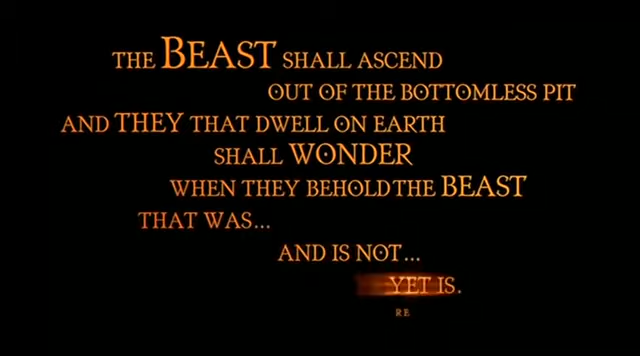 THE BEAST SHALL ASCEND
OUT OF THE BOTTOMLESS PIT
AND THEY THAT DWELL ON EARTH
SHALL WONDER
WHEN THEY BEHOLD THE BEAST
THAT WAS...
AND IS NOT...
YET IS.
RE